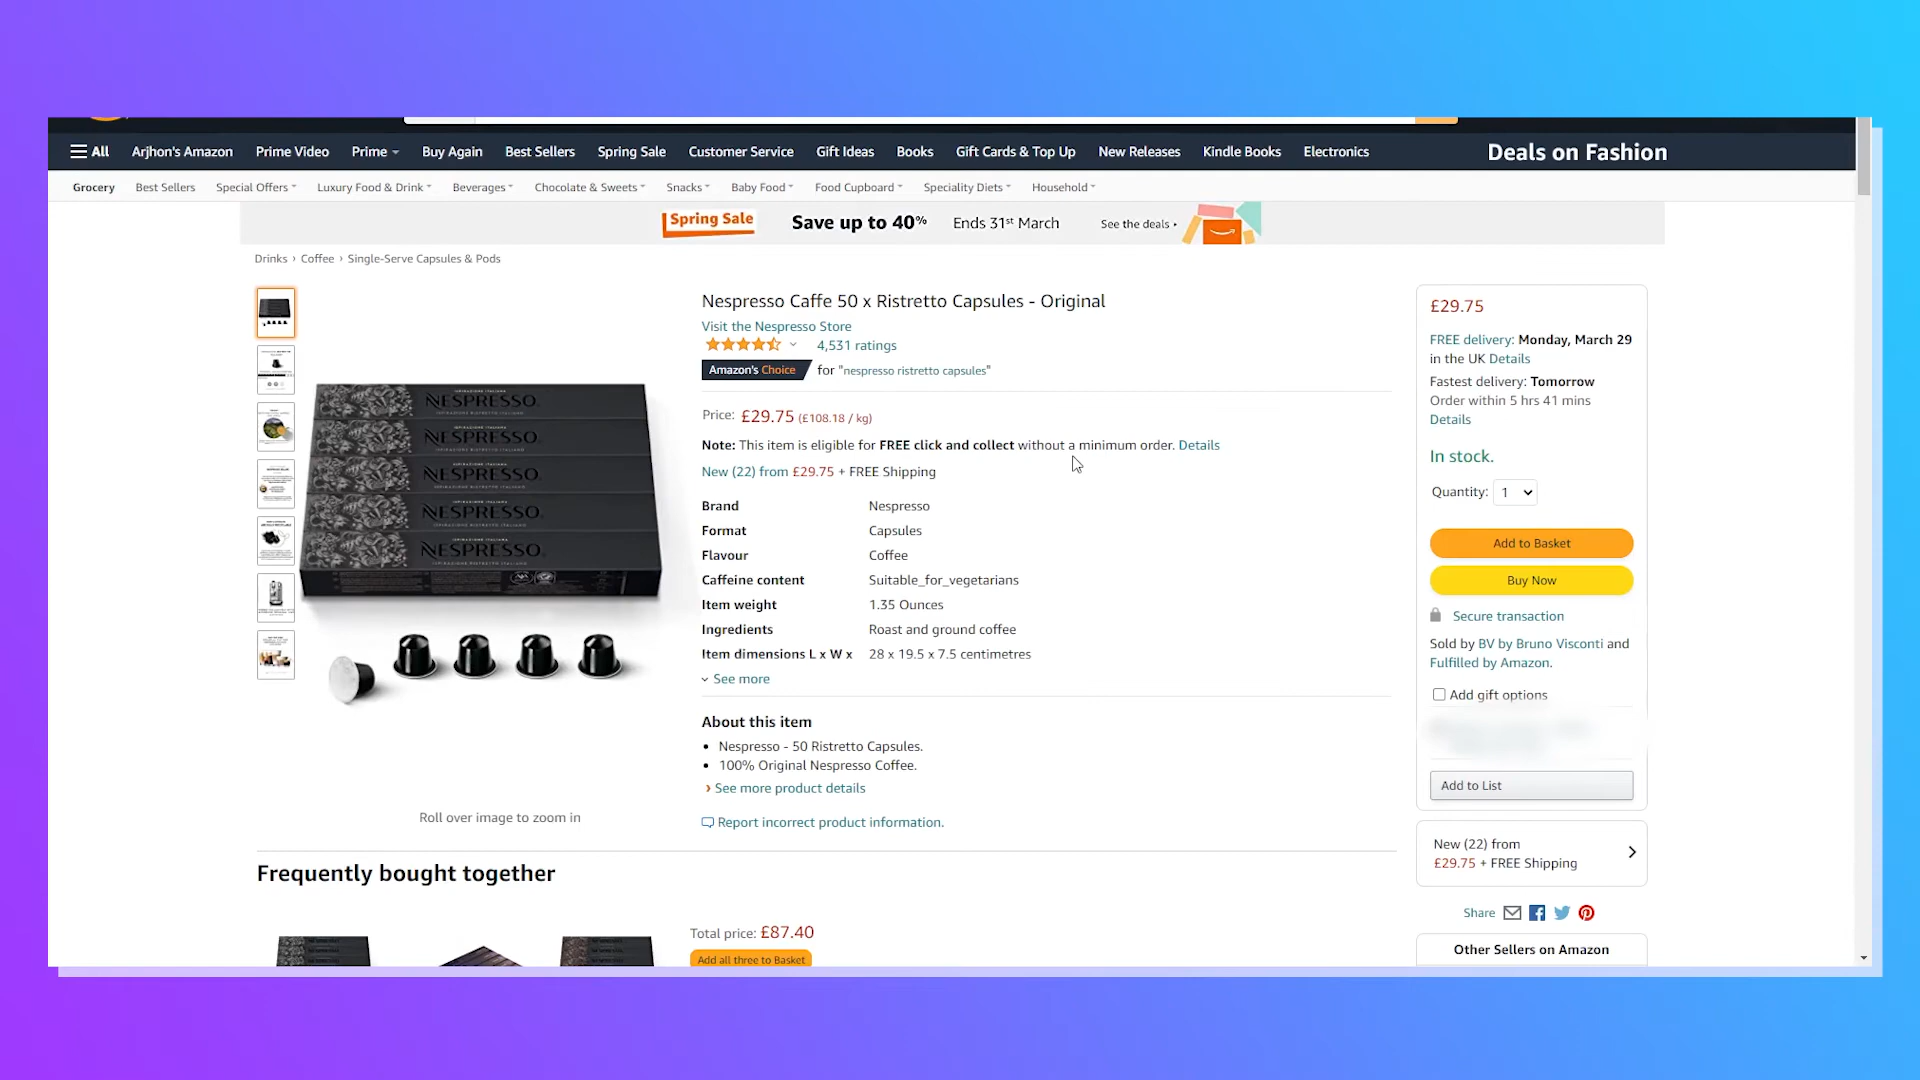 All Arjhon's Amazon Prime Video Prime Buy Again Best Sellers Spring Sale Customer Service Gift Ideas Books Gift Cards & Top Up New Releases Kindle Books Electronics Deals on Fashion
Grocery Best Sellers Special Offers Luxury Food & Drink Beverages Chocolate & Sweets Snacks Baby Food Food Cupboard Speciality Diets Household
Spring Sale Save up to 40% Ends 31st March See the deals ›
Drinks › Coffee › Single-Serve Capsules & Pods
NESPRESSO
NESPRESSO
NESPRESSO
NESPRESSO
NESPRESSO
Roll over image to zoom in
Nespresso Caffe 50 x Ristretto Capsules - Original
Visit the Nespresso Store
4,531 ratings
Amazon's Choice for "nespresso ristretto capsules"
Price: £29.75 (£108.18 / kg)
Note: This item is eligible for FREE click and collect without a minimum order. Details
New (22) from £29.75 + FREE Shipping
Brand Nespresso
Format Capsules
Flavour Coffee
Caffeine content Suitable_for_vegetarians
Item weight 1.35 Ounces
Ingredients Roast and ground coffee
Item dimensions L x W x 28 x 19.5 x 7.5 centimetres
See more
About this item
• Nespresso - 50 Ristretto Capsules.
• 100% Original Nespresso Coffee.
› See more product details
Report incorrect product information.
£29.75
FREE delivery: Monday, March 29
in the UK Details
Fastest delivery: Tomorrow
Order within 5 hrs 41 mins
Details
In stock.
Quantity: 1
Add to Basket
Buy Now
Secure transaction
Sold by BV by Bruno Visconti and
Fulfilled by Amazon.
Add gift options
Add to List
New (22) from
£29.75 + FREE Shipping
Share
Other Sellers on Amazon
Frequently bought together
Total price: £87.40
Add all three to Basket